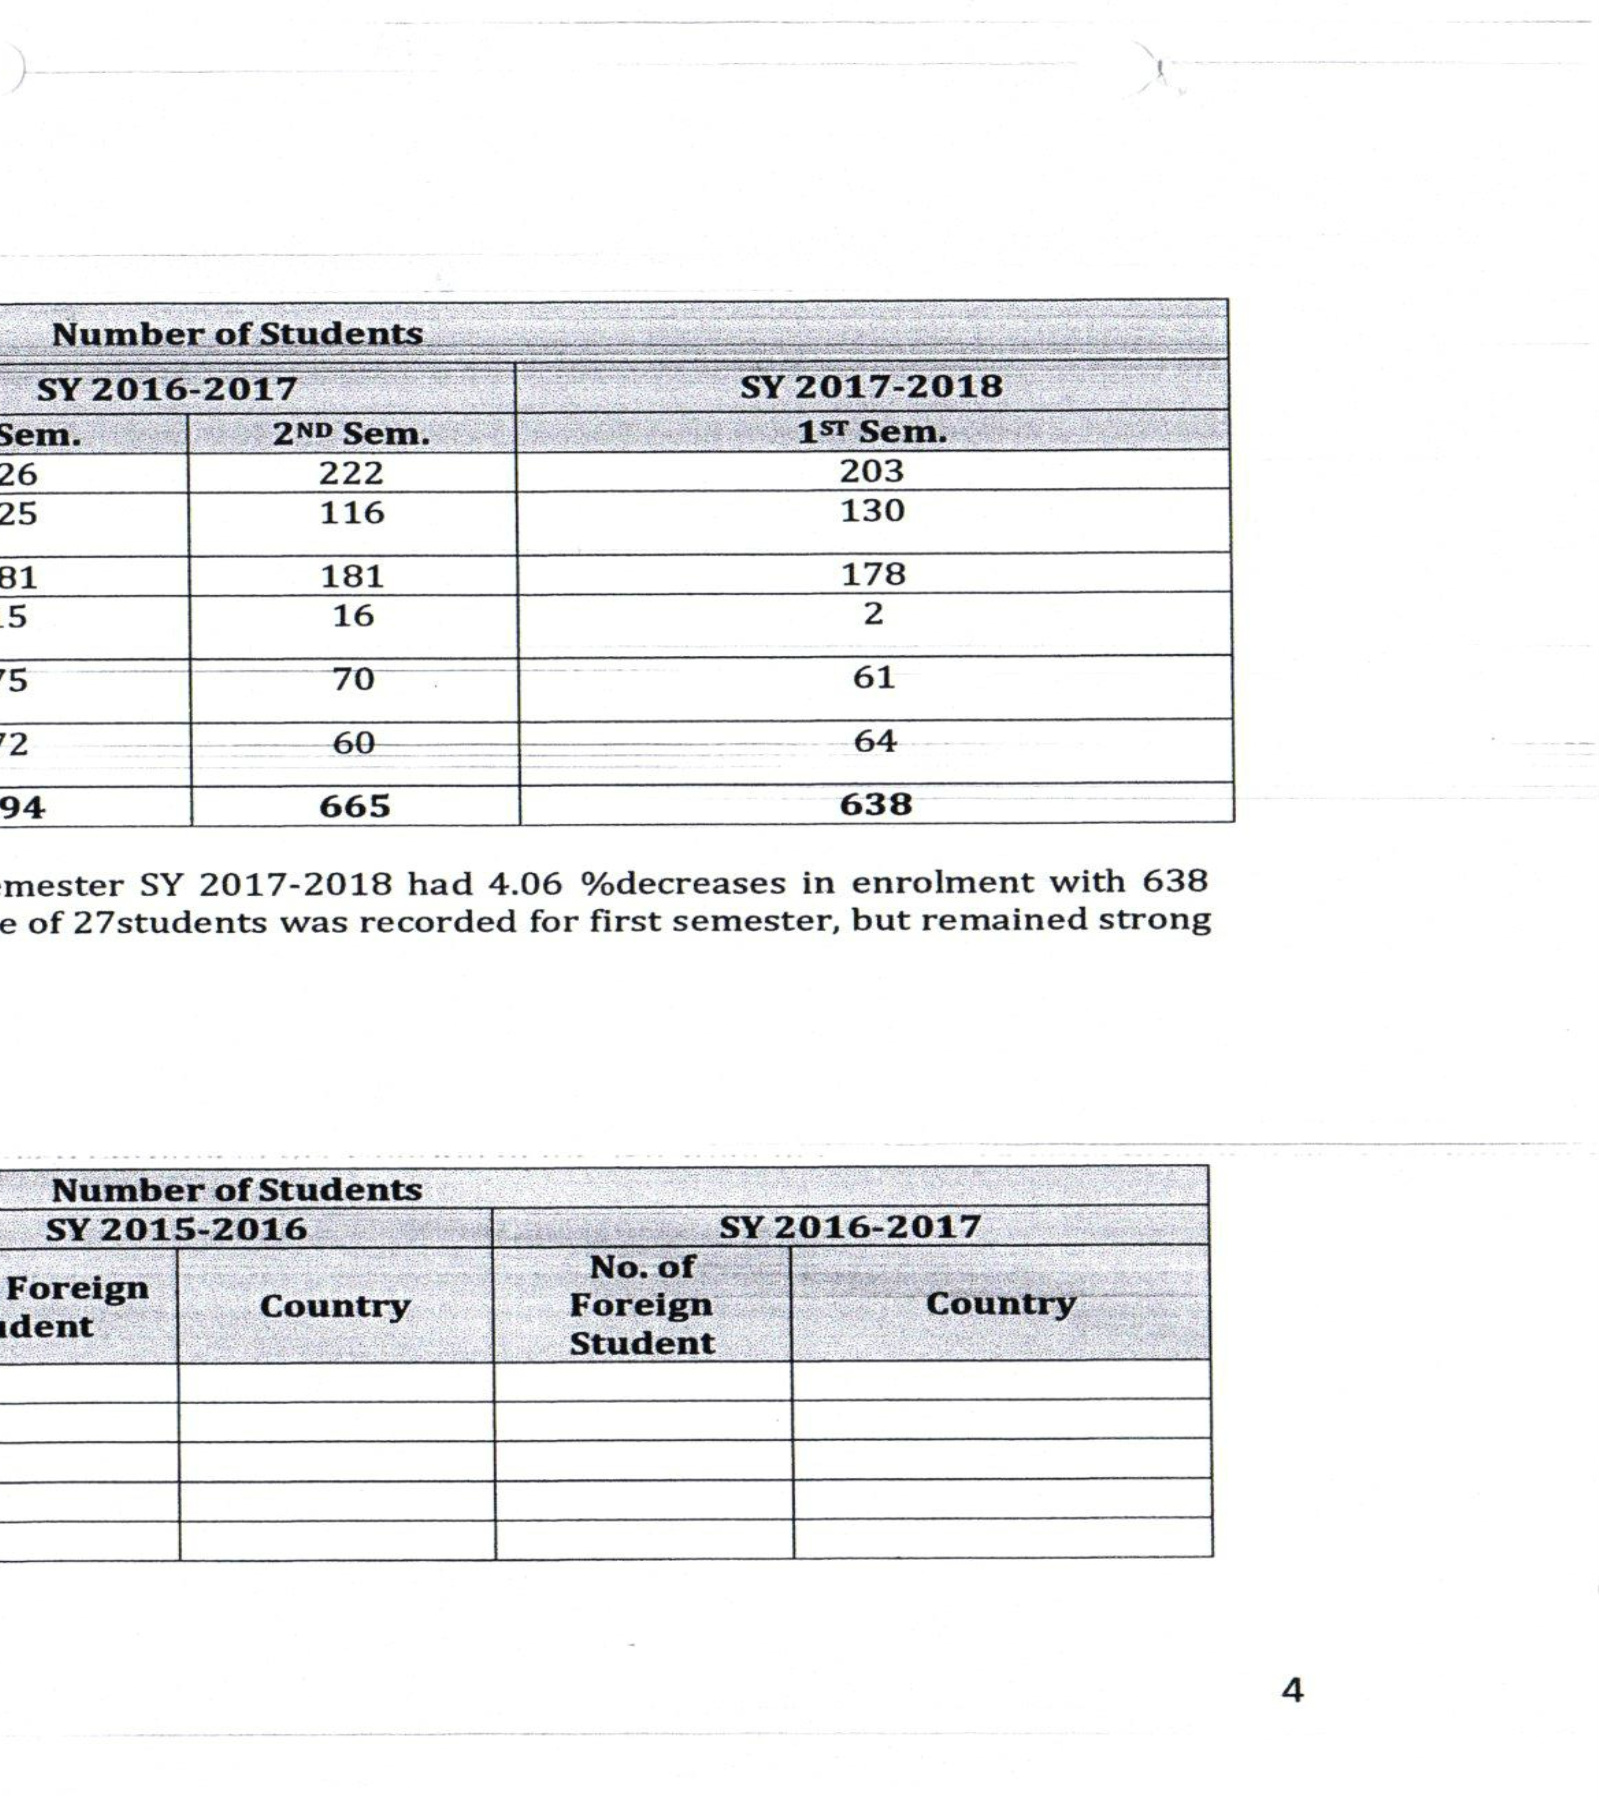 Number of Students
SY 2016-2017 SY 2017-2018
Sem. 2ND Sem. 1ST Sem.
26 222 203
25 116 130
81 181 178
5 16 2
75 70 61
72 60 64
94 665 638
emester SY 2017-2018 had 4.06 %decreases in enrolment with 638
e of 27students was recorded for first semester, but remained strong
Number of Students
SY 2015-2016 SY 2016-2017
Foreign
dent Country No. of
Foreign
Student Country
4